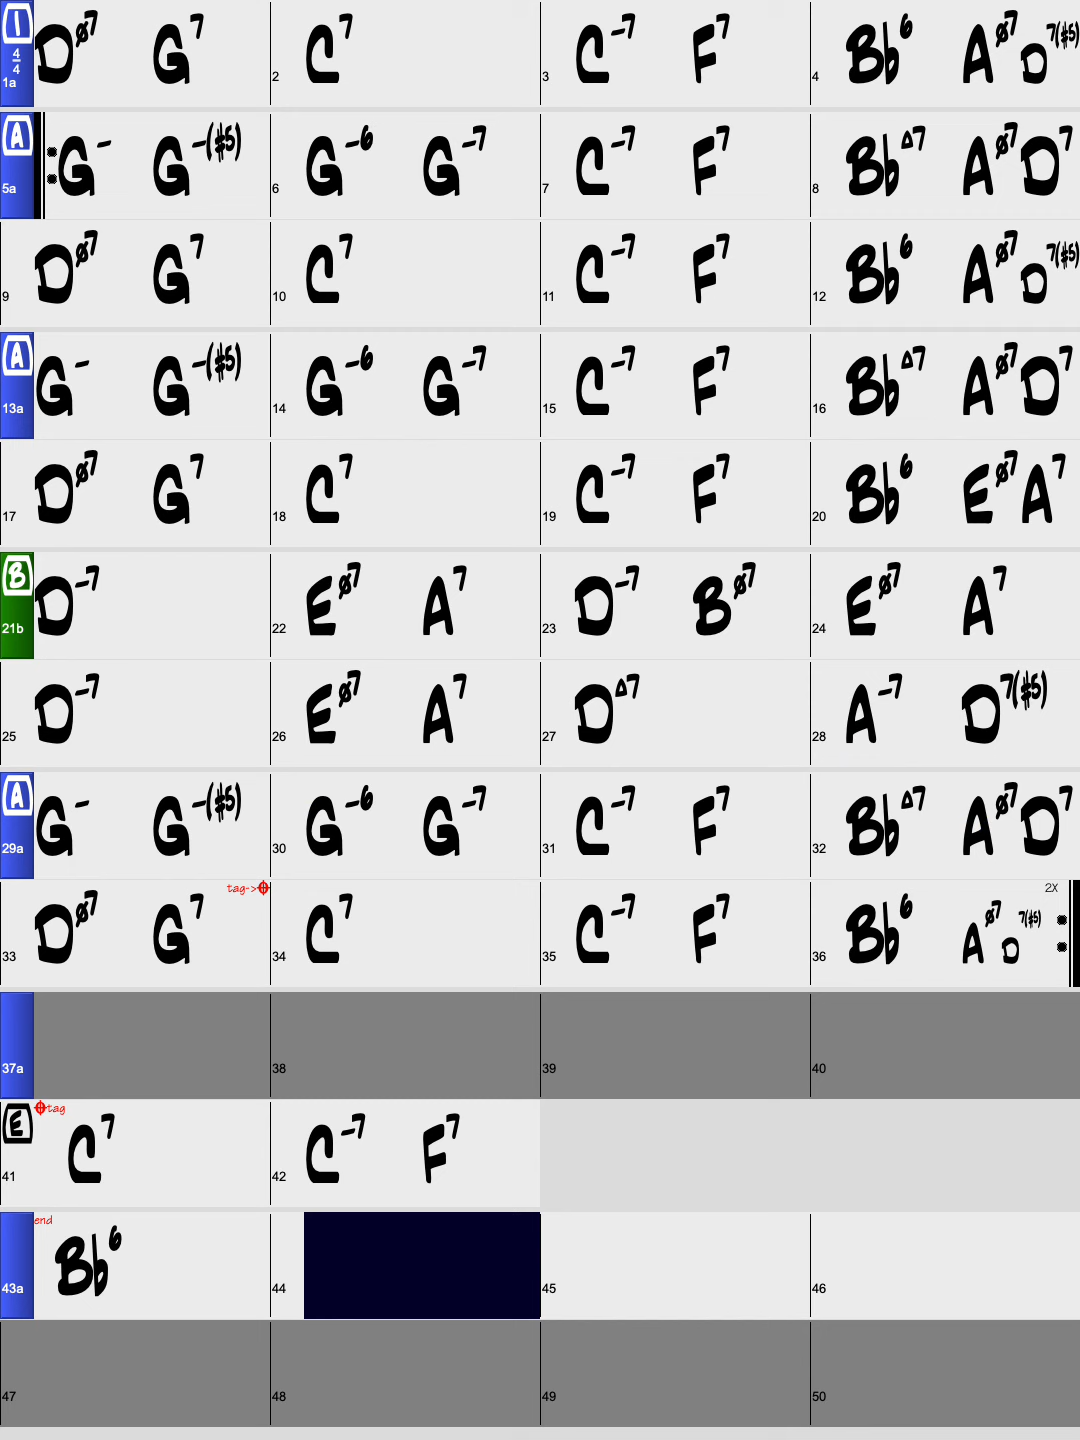 I 4/4 1a Dø7 G7 2 C7 3 C-7 F7 4 Bb6 Aø7 D7(#5)
A 5a G- G-(#5) 6 G-6 G-7 7 C-7 F7 8 BbΔ7 Aø7 D7
9 Dø7 G7 10 C7 11 C-7 F7 12 Bb6 Aø7 D7(#5)
A 13a G- G-(#5) 14 G-6 G-7 15 C-7 F7 16 BbΔ7 Aø7 D7
17 Dø7 G7 18 C7 19 C-7 F7 20 Bb6 Eø7 A7
B 21b D-7 22 Eø7 A7 23 D-7 Bø7 24 Eø7 A7
25 D-7 26 Eø7 A7 27 DΔ7 28 A-7 D7(#5)
A 29a G- G-(#5) 30 G-6 G-7 31 C-7 F7 32 BbΔ7 Aø7 D7
33 Dø7 G7 tag-> 34 C7 35 C-7 F7 36 Bb6 Aø7 D7(#5) 2X
37a 38 39 40
E 41 tag C7 42 C-7 F7
43a end Bb6 44 45 46
47 48 49 50